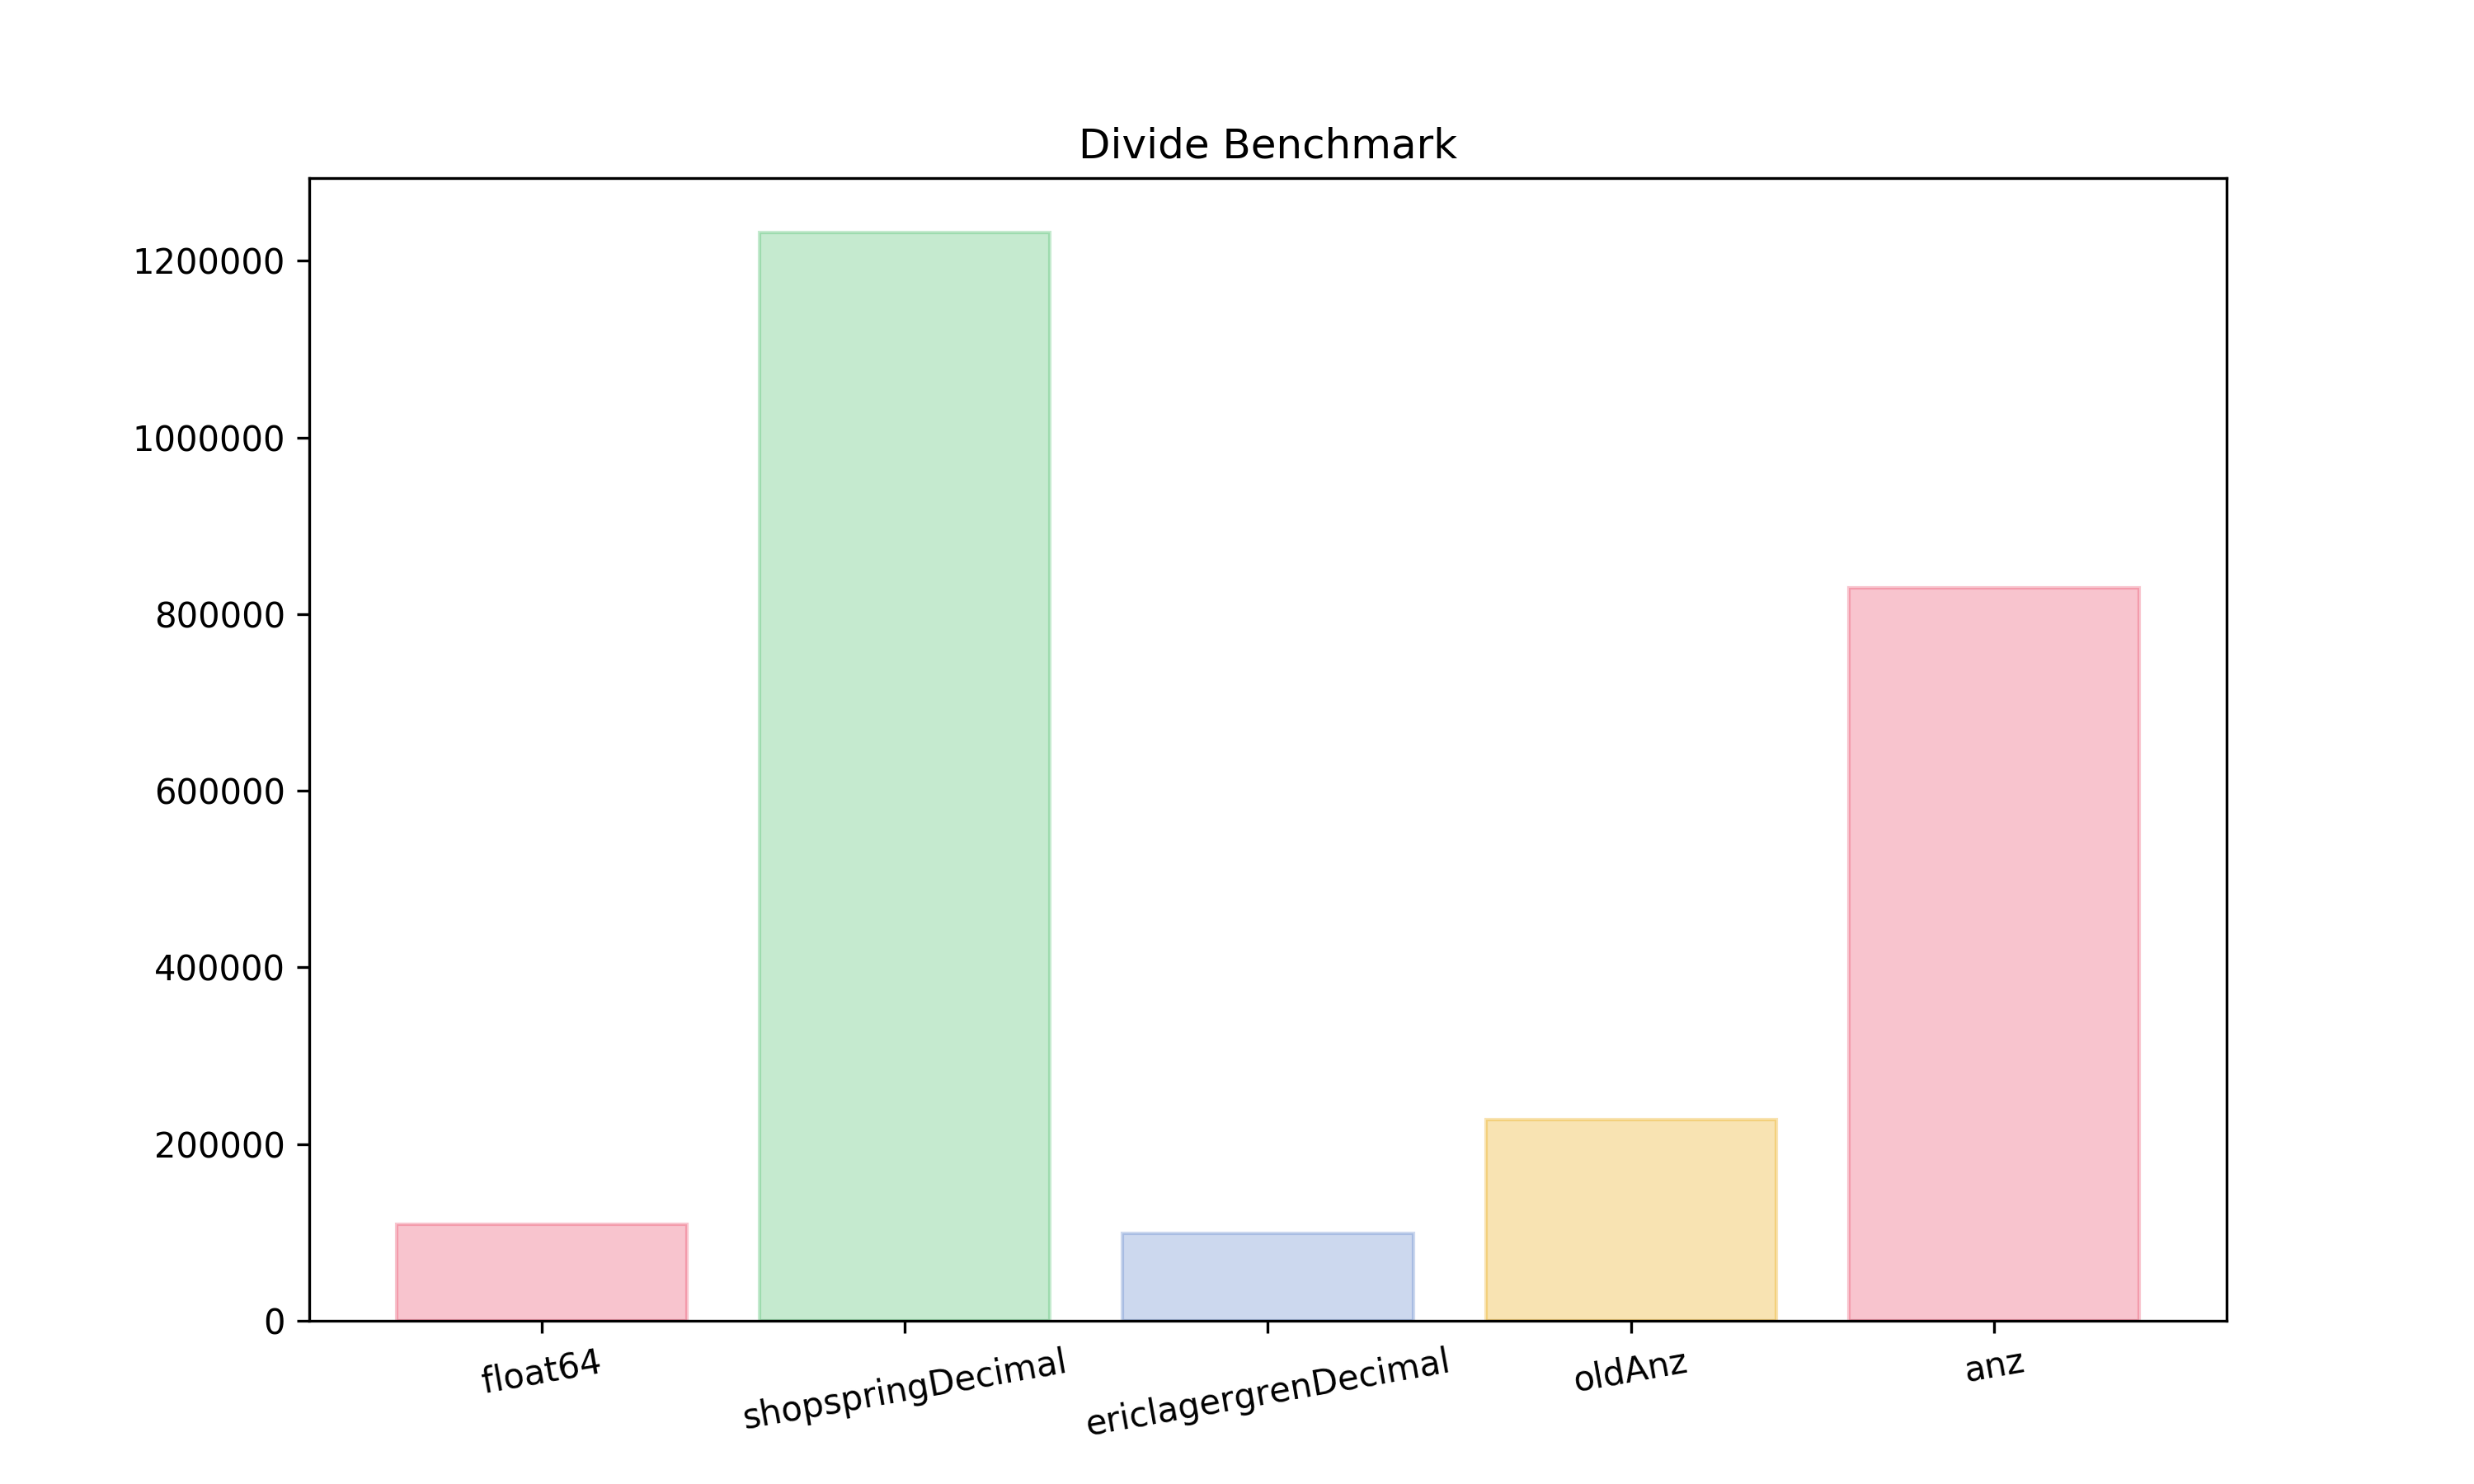 Divide Benchmark
1200000
1000000
800000
600000
400000
200000
0
float64
shopspringDecimal
ericlagergrenDecimal
oldAnz
anz